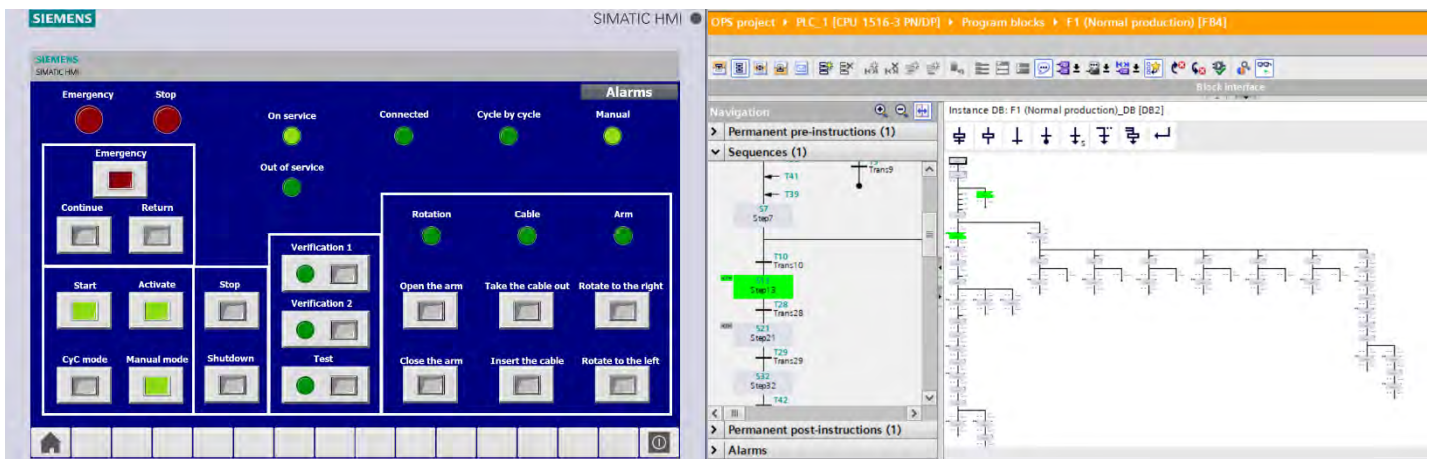 SIEMENS
SIMATIC HMI
SIEMENS
SIMATIC HMI
Alarms
Emergency Stop
On service Connected Cycle by cycle Manual
Emergency
Out of service
Continue Return
Rotation Cable Arm
Verification 1
Start Activate Stop
Open the arm Take the cable out Rotate to the right
Verification 2
CyC mode Manual mode Shutdown
Test
Close the arm Insert the cable Rotate to the left
OPS project PLC_1 [CPU 1516-3 PN/DP] Program blocks F1 (Normal production) [FB4]
Block interface
Navigation
Permanent pre-instructions (1)
Sequences (1)
Trans9
T41
T39
S7
Step7
T10
Trans10
Step13
T28
Trans28
S21
Step21
T29
Trans29
S32
Step32
T42
Permanent post-instructions (1)
Alarms
Instance DB: F1 (Normal production)_DB [DB2]